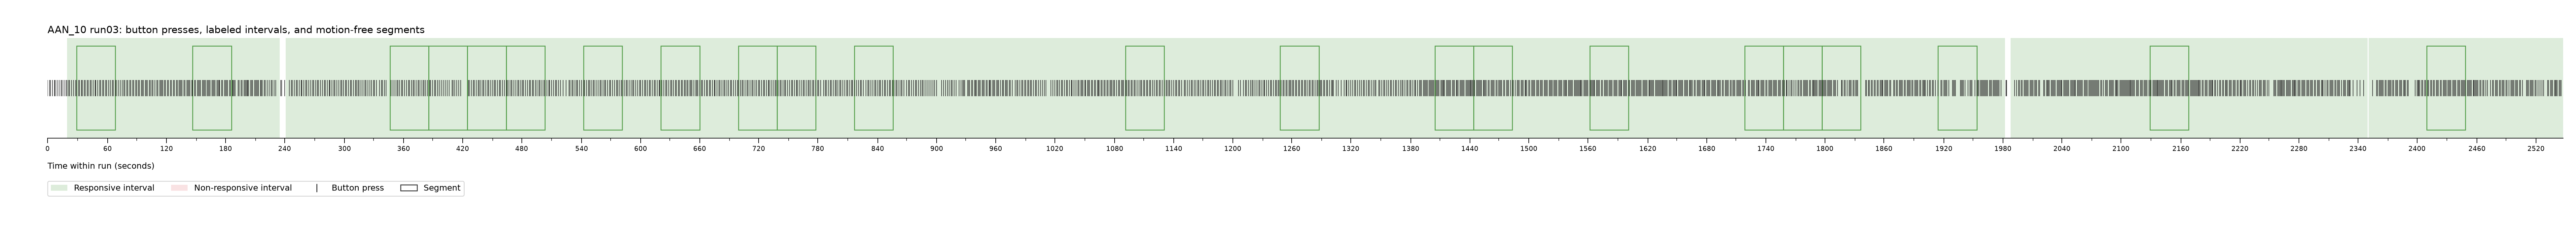 AAN_10 run03: button presses, labeled intervals, and motion-free segments
0 60 120 180 240 300 360 420 480 540 600 660 720 780 840 900 960 1020 1080 1140 1200 1260 1320 1380 1440 1500 1560 1620 1680 1740 1800 1860 1920 1980 2040 2100 2160 2220 2280 2340 2400 2460 2520
Time within run (seconds)
Responsive interval Non-responsive interval Button press Segment